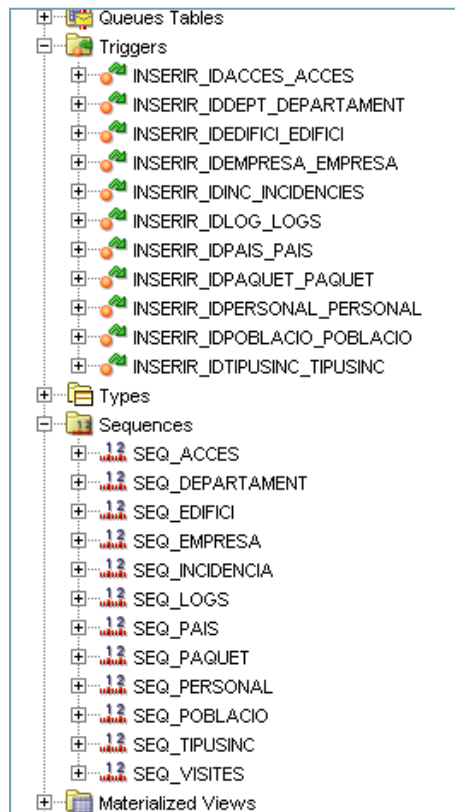 Queues Tables
Triggers
INSERIR_IDACCES_ACCES
INSERIR_IDDEPT_DEPARTAMENT
INSERIR_IDEDIFICI_EDIFICI
INSERIR_IDEMPRESA_EMPRESA
INSERIR_IDINC_INCIDENCIES
INSERIR_IDLOG_LOGS
INSERIR_IDPAIS_PAIS
INSERIR_IDPAQUET_PAQUET
INSERIR_IDPERSONAL_PERSONAL
INSERIR_IDPOBLACIO_POBLACIO
INSERIR_IDTIPUSINC_TIPUSINC
Types
Sequences
SEQ_ACCES
SEQ_DEPARTAMENT
SEQ_EDIFICI
SEQ_EMPRESA
SEQ_INCIDENCIA
SEQ_LOGS
SEQ_PAIS
SEQ_PAQUET
SEQ_PERSONAL
SEQ_POBLACIO
SEQ_TIPUSINC
SEQ_VISITES
Materialized Views